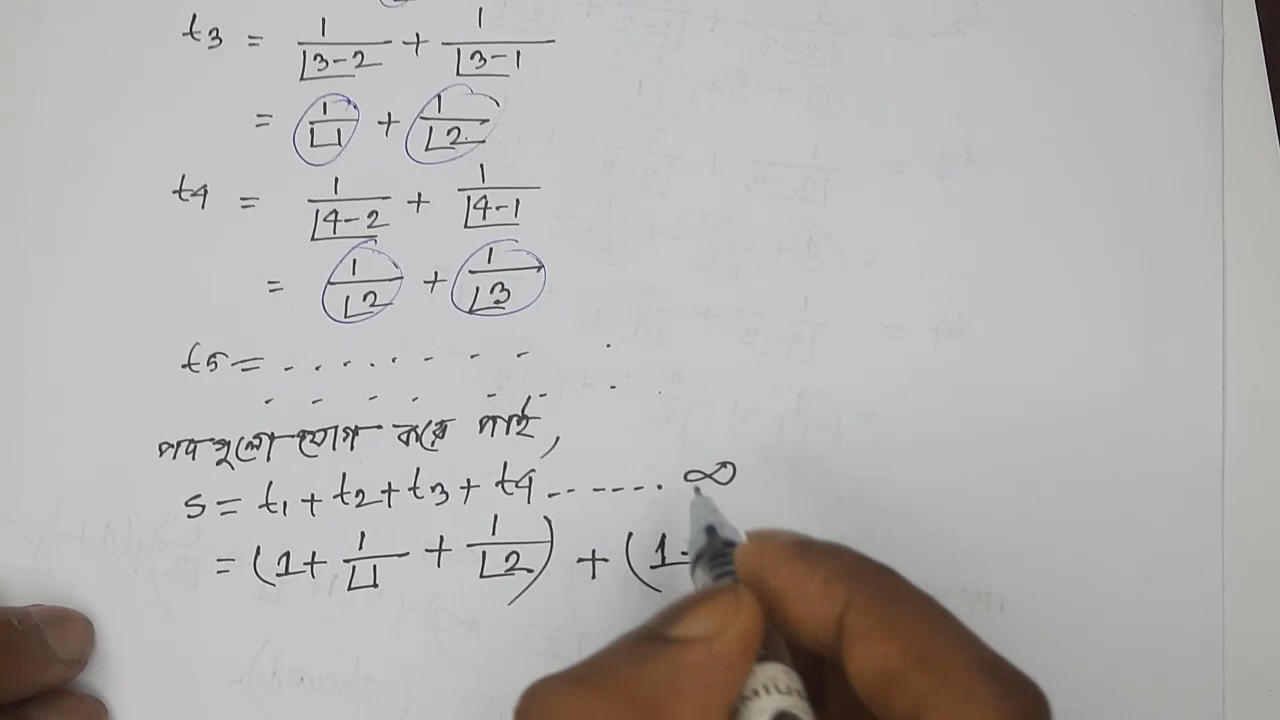 t3 = 1/⌊3-2 + 1/⌊3-1
= 1/⌊1 + 1/⌊2
t4 = 1/⌊4-2 + 1/⌊4-1
= 1/⌊2 + 1/⌊3
t5 = . . . . . - - - .
. - - - - - . .
সবগুলো যোগ করে পাই,
S = t1 + t2 + t3 + t4 ------. ∞
= (1 + 1/⌊1 + 1/⌊2) + (1